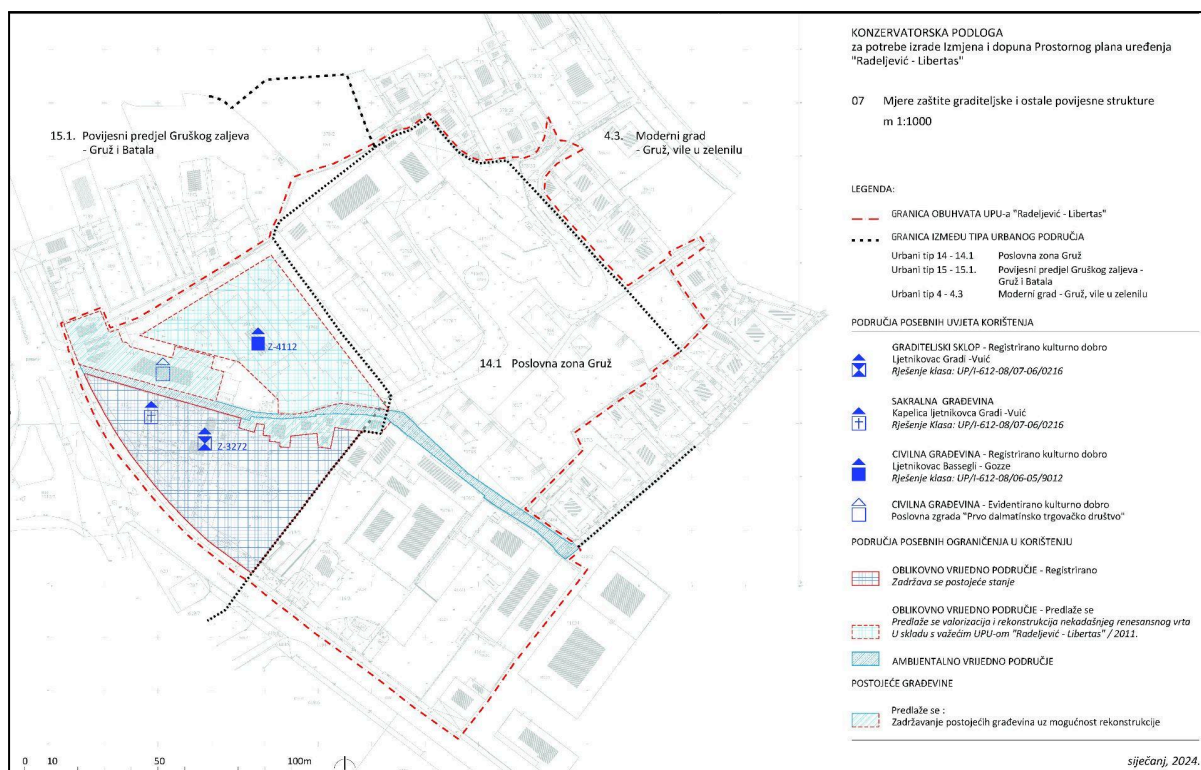 KONZERVATORSKA PODLOGA
za potrebe izrade Izmjena i dopuna Prostornog plana uređenja
"Radeljević - Libertas"
07 Mjere zaštite graditeljske i ostale povijesne strukture
m 1:1000
LEGENDA:
GRANICA OBUHVATA UPU-a "Radeljević - Libertas"
GRANICA IZMEĐU TIPA URBANOG PODRUČJA
Urbani tip 14 - 14.1 Poslovna zona Gruž
Urbani tip 15 - 15.1. Povijesni predjel Gruškog zaljeva -
Gruž i Batala
Urbani tip 4 - 4.3 Moderni grad - Gruž, vile u zelenilu
PODRUČJA POSEBNIH UVJETA KORIŠTENJA
GRADITELJSKI SKLOP - Registrirano kulturno dobro
Ljetnikovac Gradi -Vuić
Rješenje klasa: UP/I-612-08/07-06/0216
SAKRALNA GRAĐEVINA
Kapelica ljetnikovca Gradi -Vuić
Rješenje Klasa: UP/I-612-08/07-06/0216
CIVILNA GRAĐEVINA - Registrirano kulturno dobro
Ljetnikovac Bassegli - Gozze
Rješenje klasa: UP/I-612-08/06-05/9012
CIVILNA GRAĐEVINA - Evidentirano kulturno dobro
Poslovna zgrada "Prvo dalmatinsko trgovačko društvo"
PODRUČJA POSEBNIH OGRANIČENJA U KORIŠTENJU
OBLIKOVNO VRIJEDNO PODRUČJE - Registrirano
Zadržava se postojeće stanje
OBLIKOVNO VRIJEDNO PODRUČJE - Predlaže se
Predlaže se valorizacija i rekonstrukcija nekadašnjeg renesansnog vrta
U skladu s važećim UPU-om "Radeljević - Libertas" / 2011.
AMBIJENTALNO VRIJEDNO PODRUČJE
POSTOJEĆE GRAĐEVINE
Predlaže se :
Zadržavanje postojećih građevina uz mogućnost rekonstrukcije
siječanj, 2024.
15.1. Povijesni predjel Gruškog zaljeva
- Gruž i Batala
4.3. Moderni grad
- Gruž, vile u zelenilu
Z-4112
14.1 Poslovna zona Gruž
Z-3272
0 10 50 100m